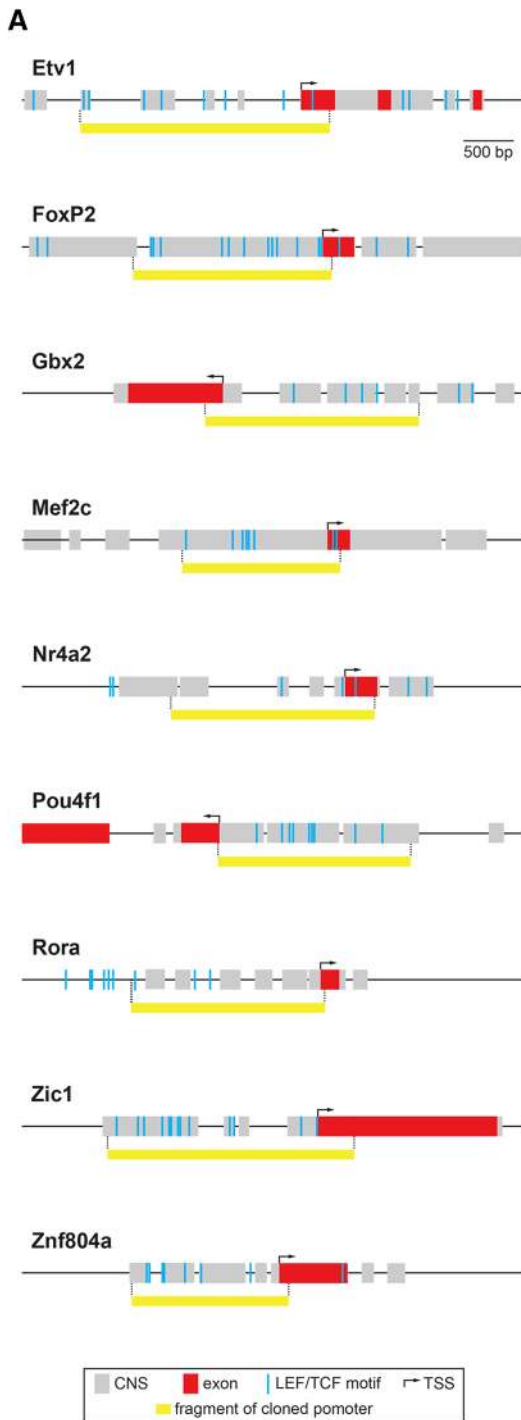 A
Etv1
500 bp
FoxP2
Gbx2
Mef2c
Nr4a2
Pou4f1
Rora
Zic1
Znf804a
CNS exon LEF/TCF motif TSS
fragment of cloned pomoter